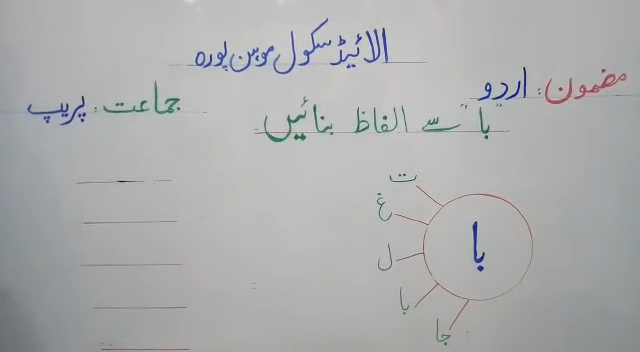 الائیڈ سکول موہن پورہ
مضمون: اردو
جماعت: پریپ
"با" سے الفاظ بنائیں
با
ت
غ
ل
با
جا